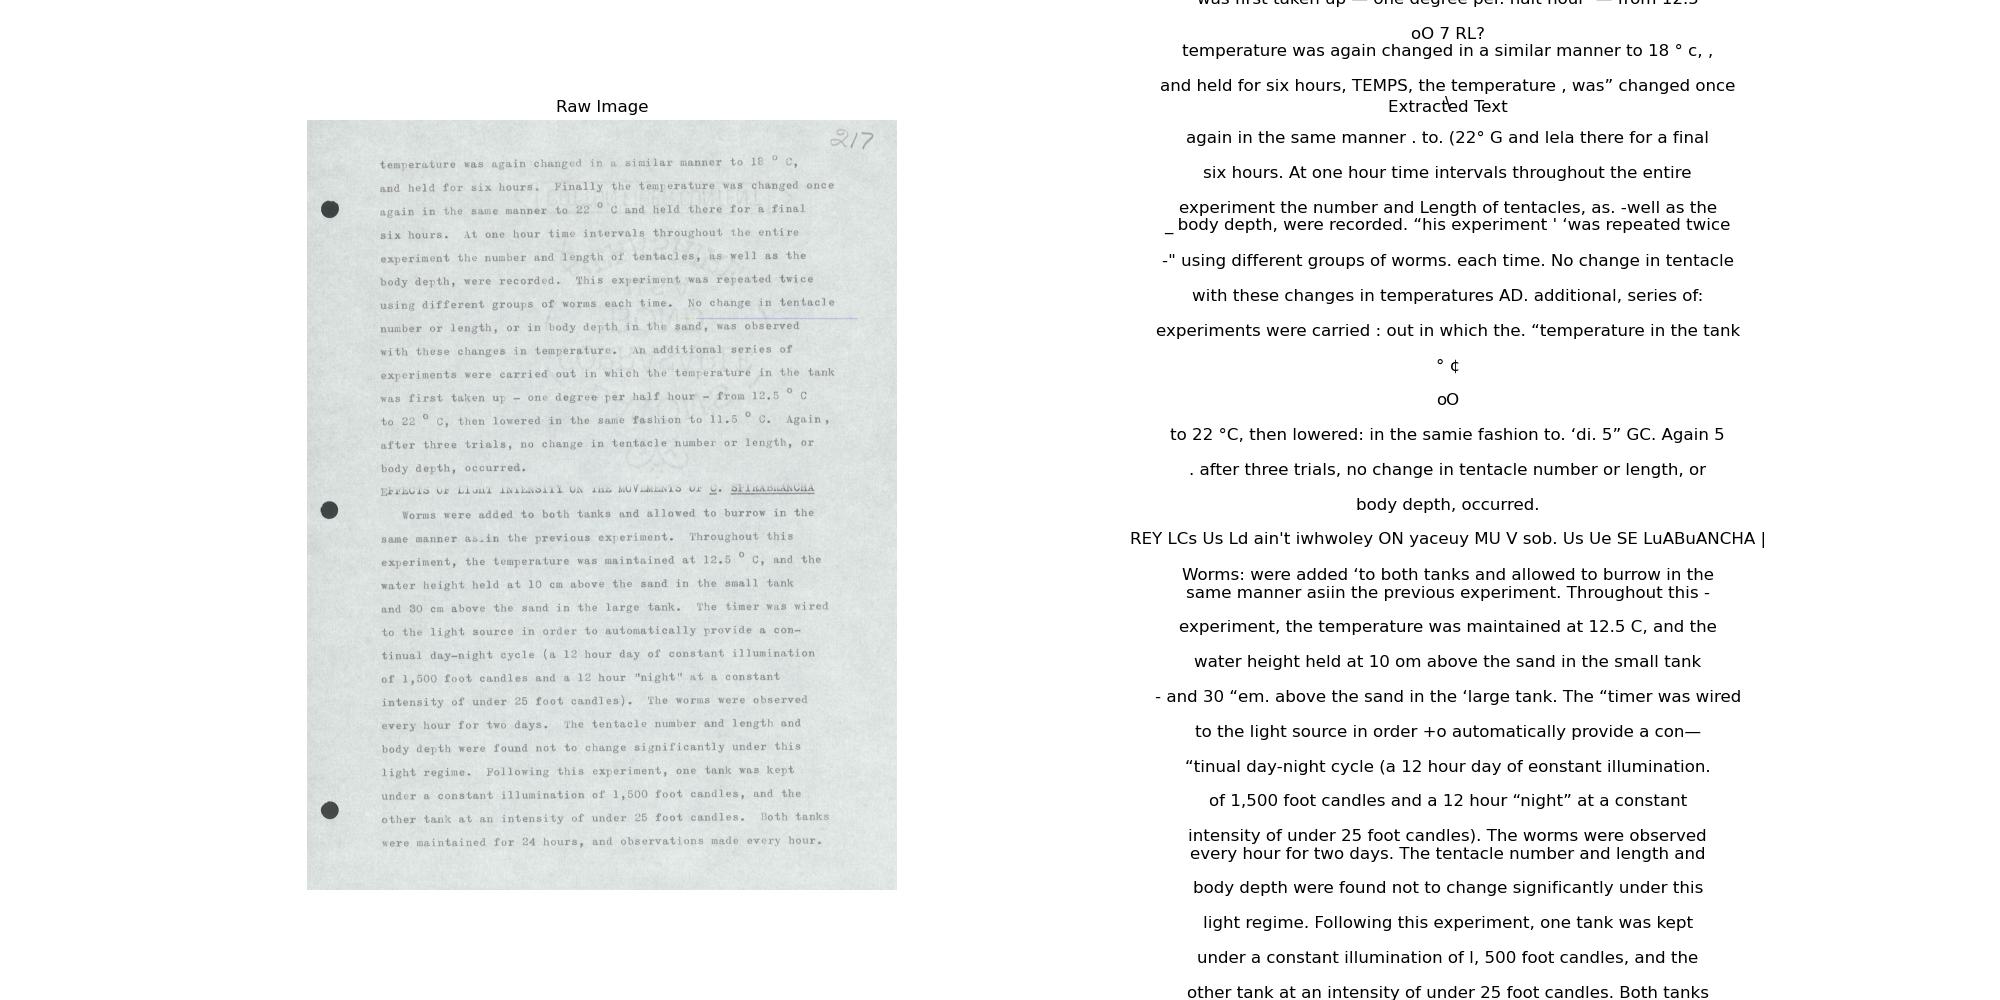 Raw Image
217
temperature was again changed in a similar manner to 18 ° C,
and held for six hours. Finally the temperature was changed once
again in the same manner to 22 ° C and held there for a final
six hours. At one hour time intervals throughout the entire
experiment the number and length of tentacles, as well as the
body depth, were recorded. This experiment was repeated twice
using different groups of worms each time. No change in tentacle
number or length, or in body depth in the sand, was observed
with these changes in temperature. An additional series of
experiments were carried out in which the temperature in the tank
was first taken up - one degree per half hour - from 12.5 ° C
to 22 ° C, then lowered in the same fashion to 11.5 ° C. Again,
after three trials, no change in tentacle number or length, or
body depth, occurred.
EFFECTS OF LIGHT INTENSITY ON THE MOVEMENTS OF C. SPIRABRANCHA
Worms were added to both tanks and allowed to burrow in the
same manner as in the previous experiment. Throughout this
experiment, the temperature was maintained at 12.5 ° C, and the
water height held at 10 cm above the sand in the small tank
and 30 cm above the sand in the large tank. The timer was wired
to the light source in order to automatically provide a con-
tinual day-night cycle (a 12 hour day of constant illumination
of 1,500 foot candles and a 12 hour "night" at a constant
intensity of under 25 foot candles). The worms were observed
every hour for two days. The tentacle number and length and
body depth were found not to change significantly under this
light regime. Following this experiment, one tank was kept
under a constant illumination of 1,500 foot candles, and the
other tank at an intensity of under 25 foot candles. Both tanks
were maintained for 24 hours, and observations made every hour.
was first taken up — one degree per. half hour — from 12.5
oO 7 RL?
temperature was again changed in a similar manner to 18 ° c, ,
and held for six hours, TEMPS, the temperature , was” changed once
\
Extracted Text
again in the same manner . to. (22° G and lela there for a final
six hours. At one hour time intervals throughout the entire
experiment the number and Length of tentacles, as. -well as the
_ body depth, were recorded. “his experiment ' ‘was repeated twice
-" using different groups of worms. each time. No change in tentacle
with these changes in temperatures AD. additional, series of:
experiments were carried : out in which the. “temperature in the tank
° ¢
oO
to 22 °C, then lowered: in the samie fashion to. ‘di. 5” GC. Again 5
. after three trials, no change in tentacle number or length, or
body depth, occurred.
REY LCs Us Ld ain't iwhwoley ON yaceuy MU V sob. Us Ue SE LuABuANCHA |
Worms: were added ‘to both tanks and allowed to burrow in the
same manner asiin the previous experiment. Throughout this -
experiment, the temperature was maintained at 12.5 C, and the
water height held at 10 om above the sand in the small tank
- and 30 “em. above the sand in the ‘large tank. The “timer was wired
to the light source in order +o automatically provide a con—
“tinual day-night cycle (a 12 hour day of eonstant illumination.
of 1,500 foot candles and a 12 hour “night” at a constant
intensity of under 25 foot candles). The worms were observed
every hour for two days. The tentacle number and length and
body depth were found not to change significantly under this
light regime. Following this experiment, one tank was kept
under a constant illumination of l, 500 foot candles, and the
other tank at an intensity of under 25 foot candles. Both tanks